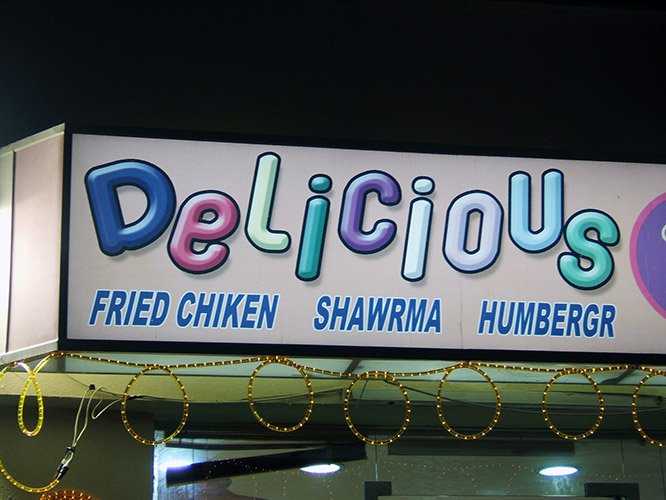 Delicious
FRIED CHIKEN SHAWRMA HUMBERGR